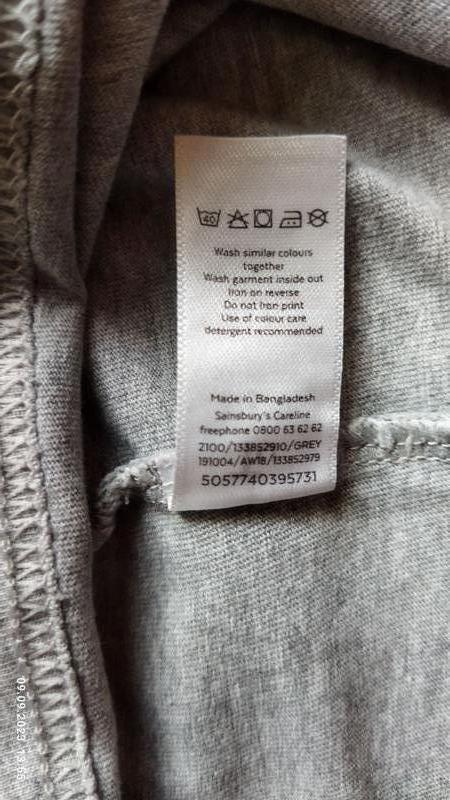 40
Wash similar colours
together
Wash garment inside out
Iron on reverse
Do not Iron print
Use of colour care
detergent recommended
Made in Bangladesh
Sainsbury's Careline
freephone 0800 63 62 62
2100/133852910/GREY
191004/AW18/133852979
5057740395731
09.09.2023 13:56